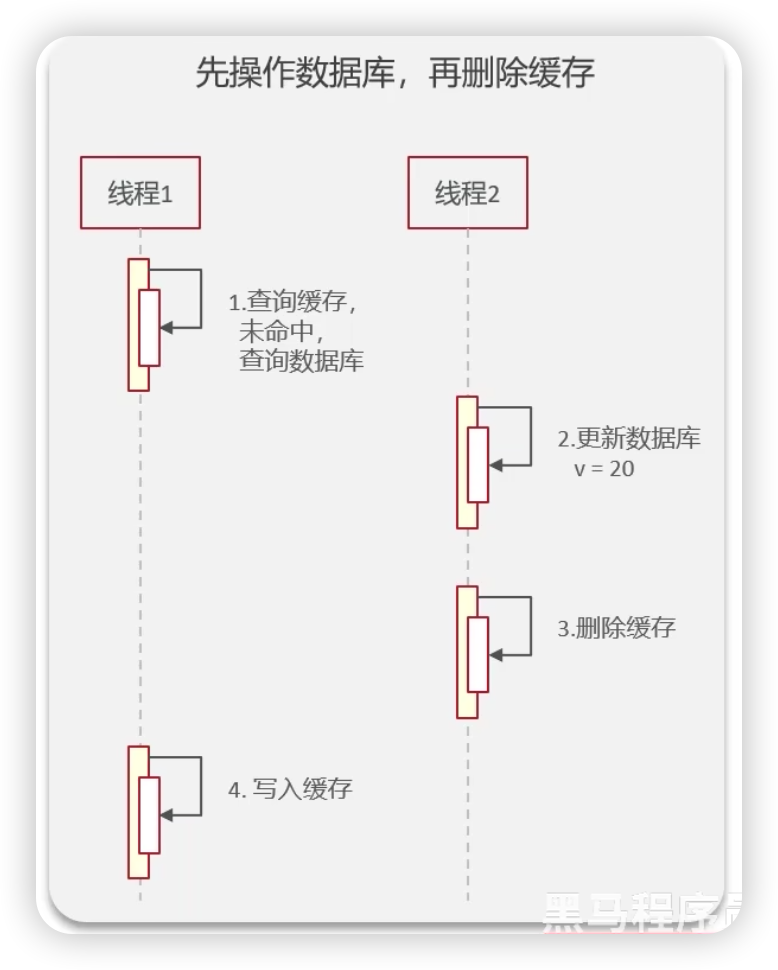 先操作数据库，再删除缓存
线程1
线程2
1.查询缓存，
未命中，
查询数据库
2.更新数据库
v = 20
3.删除缓存
4. 写入缓存
黑马程序员